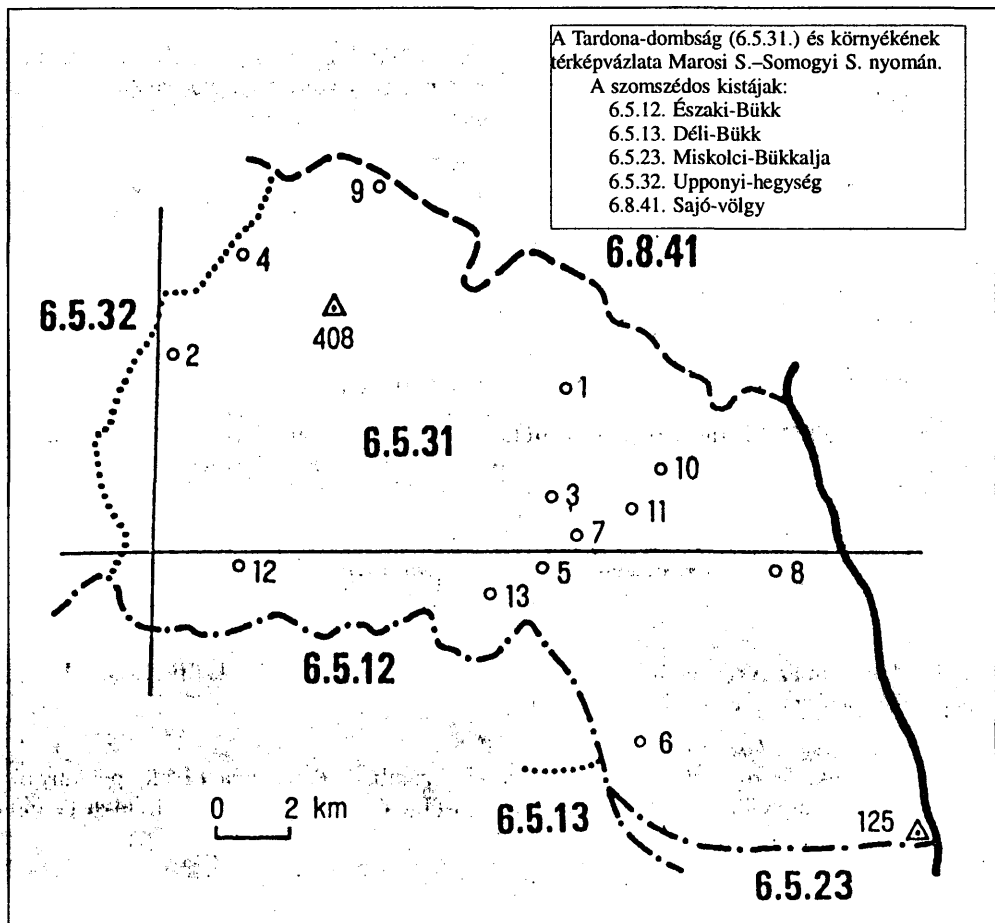 A Tardona-dombság (6.5.31.) és környékének
térképvázlata Marosi S.–Somogyi S. nyomán.
A szomszédos kistájak:
6.5.12. Északi-Bükk
6.5.13. Déli-Bükk
6.5.23. Miskolci-Bükkalja
6.5.32. Upponyi-hegység
6.8.41. Sajó-völgy
9
4
6.8.41
6.5.32
408
2
1
6.5.31
10
3
11
7
12
5
8
13
6.5.12
6
0 2 km
6.5.13
125
6.5.23